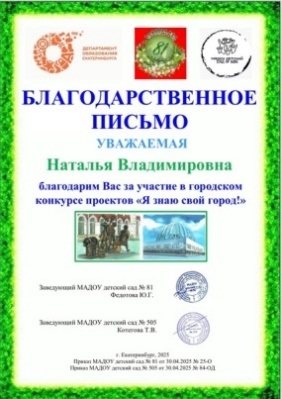 ДЕПАРТАМЕНТ
ОБРАЗОВАНИЯ
ЕКАТЕРИНБУРГА
БЛАГОДАРСТВЕННОЕ
ПИСЬМО
УВАЖАЕМАЯ
Наталья Владимировна
благодарим Вас за участие в городском
конкурсе проектов «Я знаю свой город!»
Заведующий МАДОУ детский сад № 81
Федотова Ю.Г.
Заведующий МАДОУ детский сад № 505
Котегова Т.В.
г. Екатеринбург, 2025
Приказ МАДОУ детский сад № 81 от 30.04.2025 № 25-О
Приказ МАДОУ детский сад № 505 от 30.04.2025 № 84-ОД